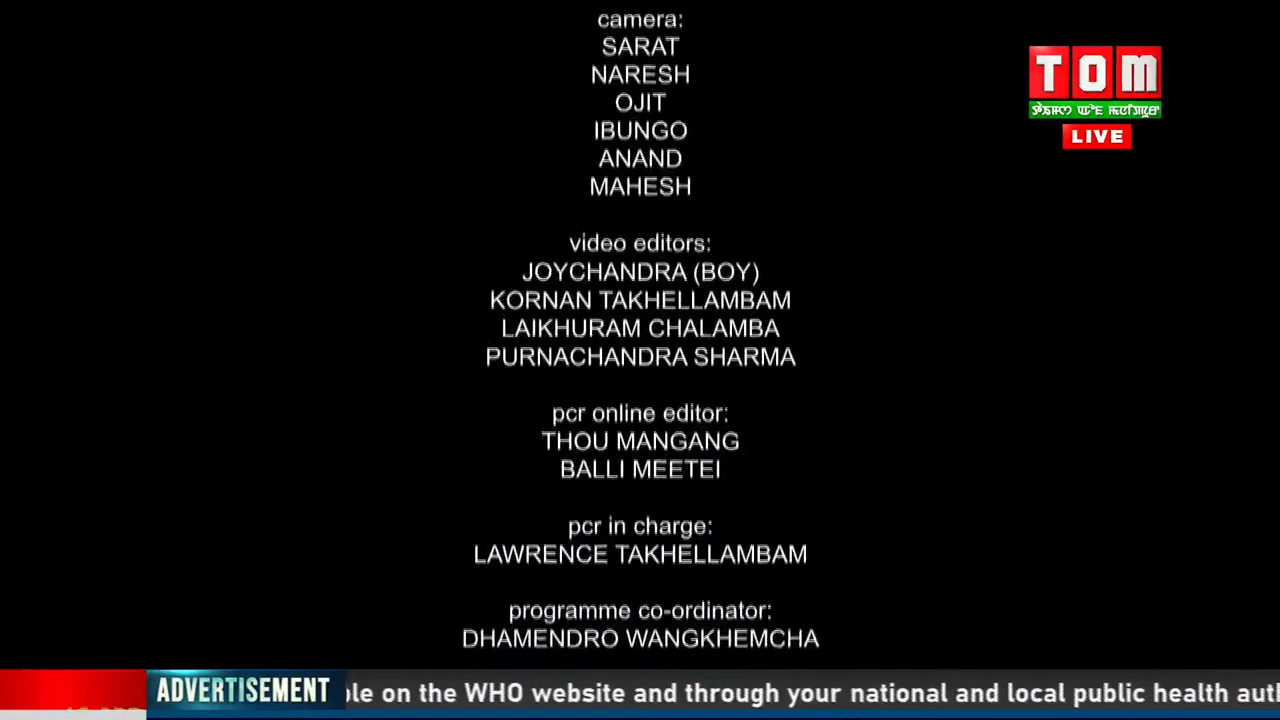 camera:
SARAT
NARESH
OJIT
IBUNGO
ANAND
MAHESH
video editors:
JOYCHANDRA (BOY)
KORNAN TAKHELLAMBAM
LAIKHURAM CHALAMBA
PURNACHANDRA SHARMA
pcr online editor:
THOU MANGANG
BALLI MEETEI
pcr in charge:
LAWRENCE TAKHELLAMBAM
programme co-ordinator:
DHAMENDRO WANGKHEMCHA
TOM
LIVE
ADVERTISEMENT
ble on the WHO website and through your national and local public health auth